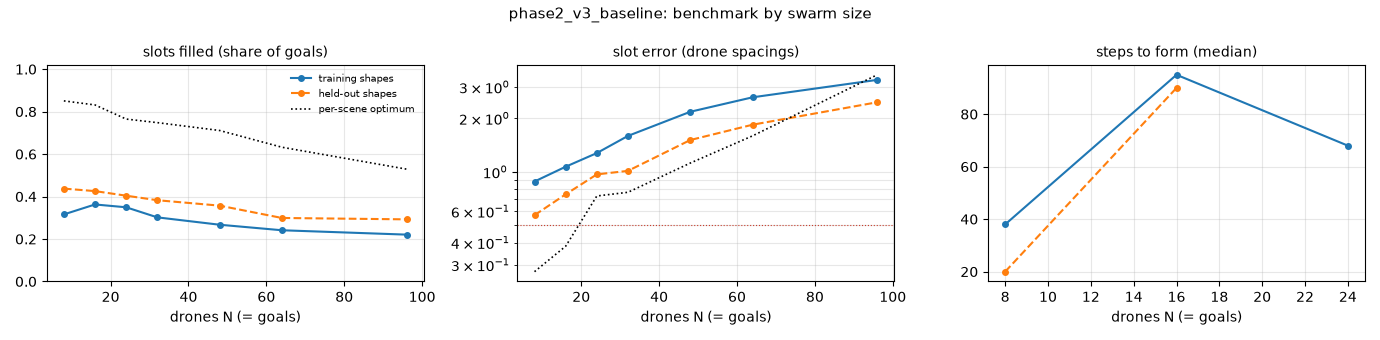 phase2_v3_baseline: benchmark by swarm size
slots filled (share of goals)
1.0
0.8
0.6
0.4
0.2
0.0
20
40
60
80
100
drones N (= goals)
training shapes
held-out shapes
per-scene optimum
slot error (drone spacings)
3 × 10⁰
2 × 10⁰
10⁰
6 × 10⁻¹
4 × 10⁻¹
3 × 10⁻¹
20
40
60
80
100
drones N (= goals)
steps to form (median)
80
60
40
20
8
10
12
14
16
18
20
22
24
drones N (= goals)